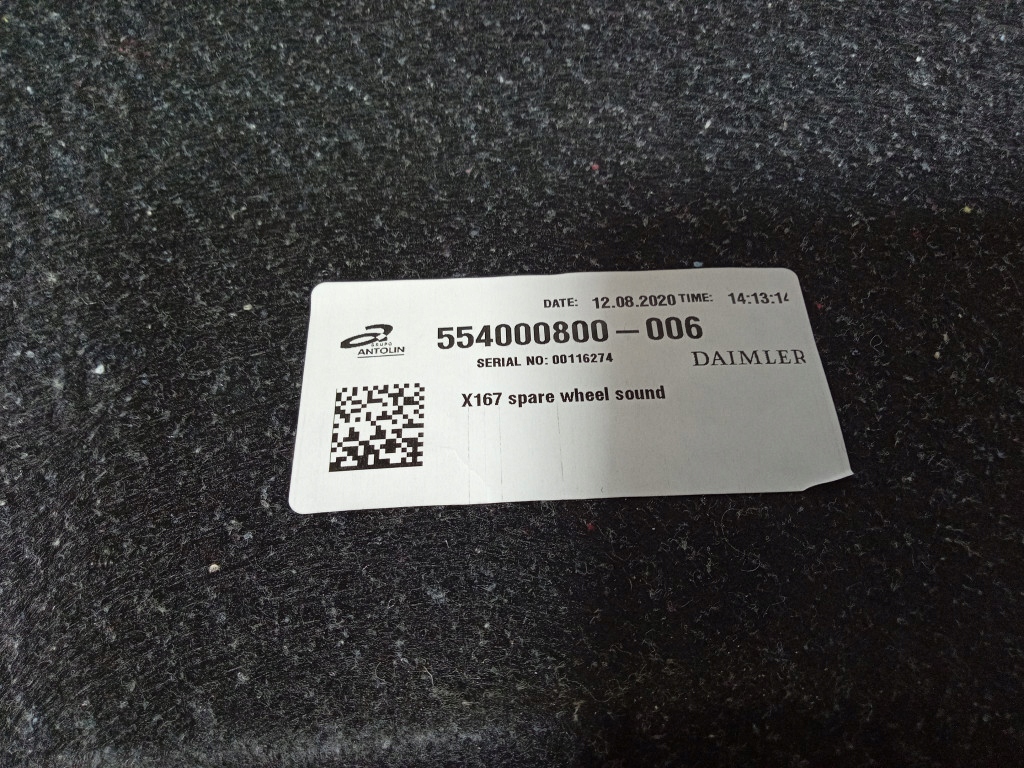 DATE: 12.08.2020 TIME: 14:13:14
554000800 – 006
GRUPO
ANTOLIN
SERIAL NO: 00116274
DAIMLER
X167 spare wheel sound